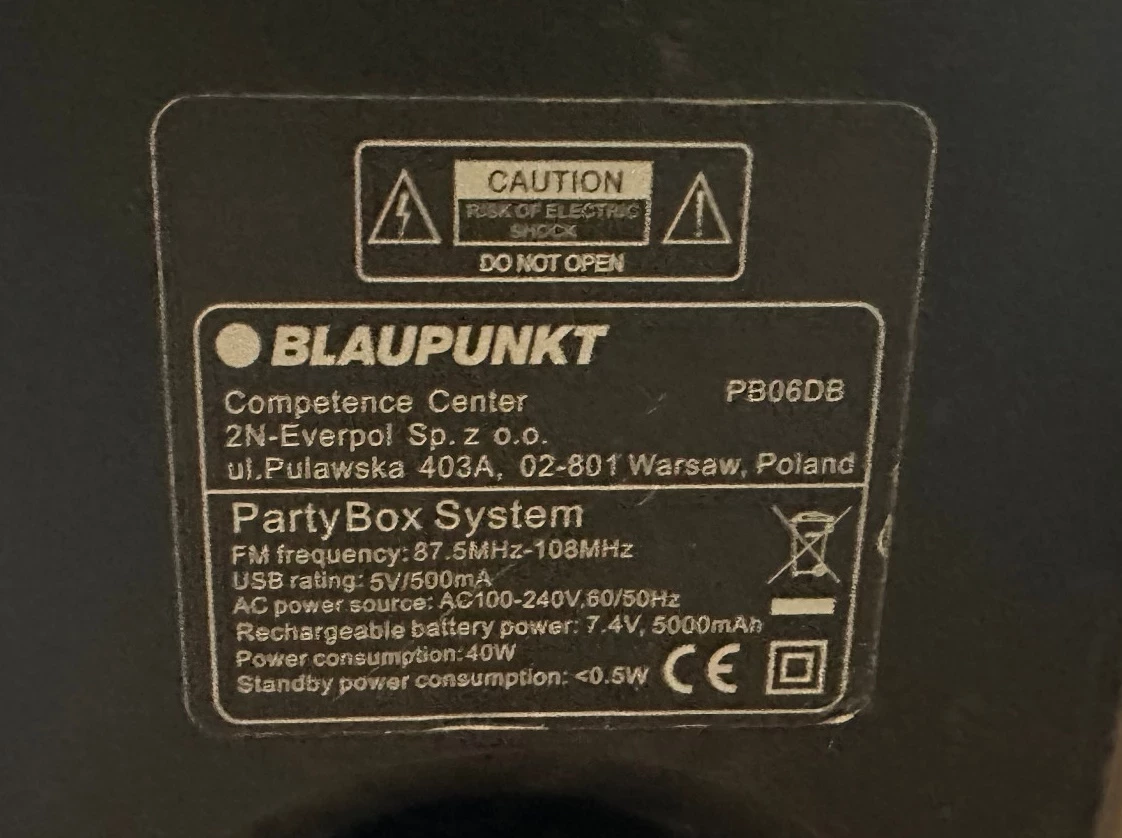 CAUTION
RISK OF ELECTRIC
SHOCK
DO NOT OPEN
BLAUPUNKT
PB06DB
Competence Center
2N-Everpol Sp. z o.o.
ul.Pulawska 403A, 02-801 Warsaw, Poland
PartyBox System
FM frequency: 87.5MHz-108MHz
USB rating: 5V/500mA
AC power source: AC100-240V,60/50Hz
Rechargeable battery power: 7.4V, 5000mAh
Power consumption:40W
Standby power consumption: <0.5W
CE